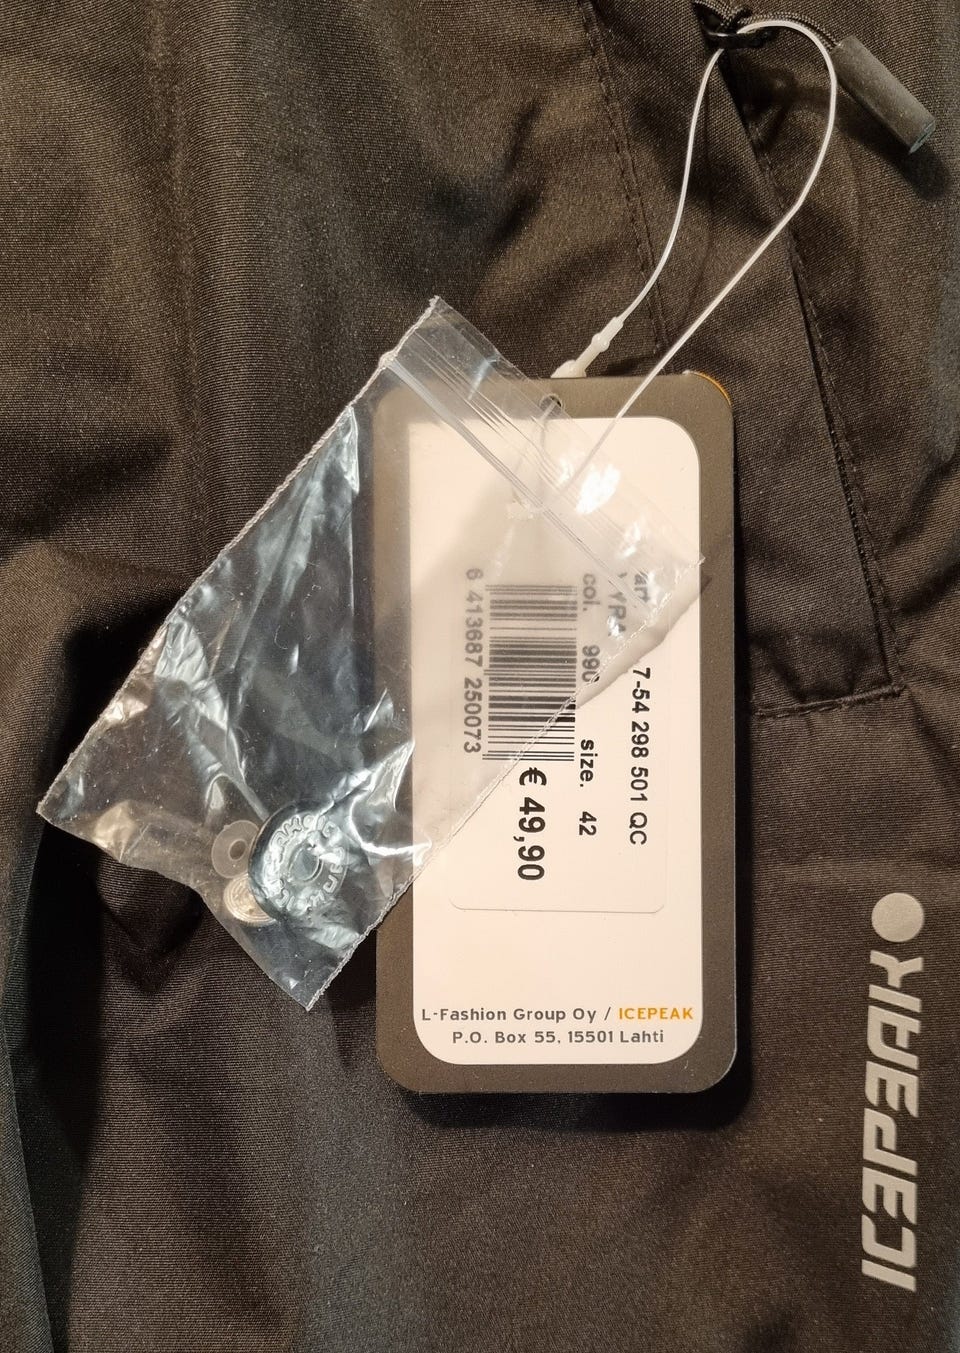 7-54 298 501 QC
col. 990 size. 42
€ 49,90
6 413687 250073
L-Fashion Group Oy / ICEPEAK
P.O. Box 55, 15501 Lahti
ICEPEAK